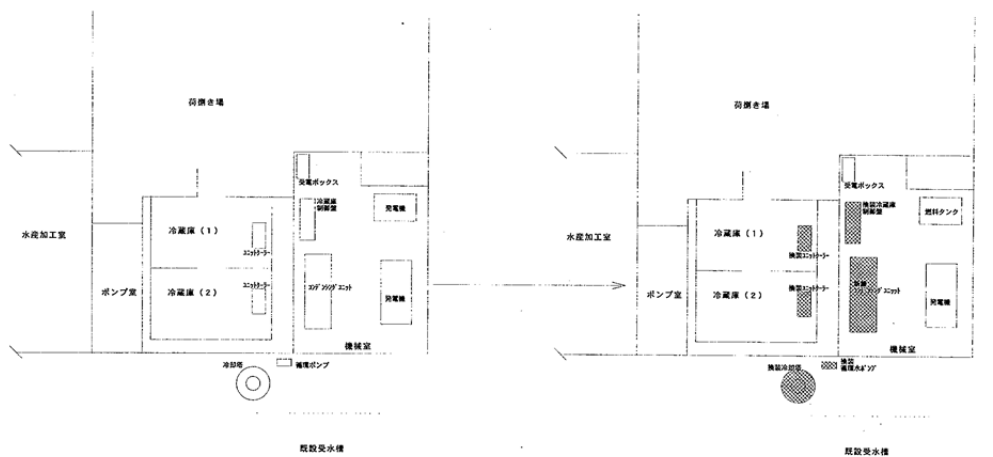 荷捌き場
受電ボックス
冷蔵庫
制御盤
発電機
水産加工室
冷蔵庫(1)
ユニットクーラー
ポンプ室
冷蔵庫(2)
ユニットクーラー
コンデンシングユニット
発電機
機械室
冷却塔
循環ポンプ
既設受水槽
荷捌き場
受電ボックス
換装冷蔵庫
制御盤
燃料タンク
水産加工室
冷蔵庫(1)
換装ユニットクーラー
ポンプ室
冷蔵庫(2)
換装ユニットクーラー
発電機
機械室
換装冷却塔
換装
循環水ポンプ
既設受水槽